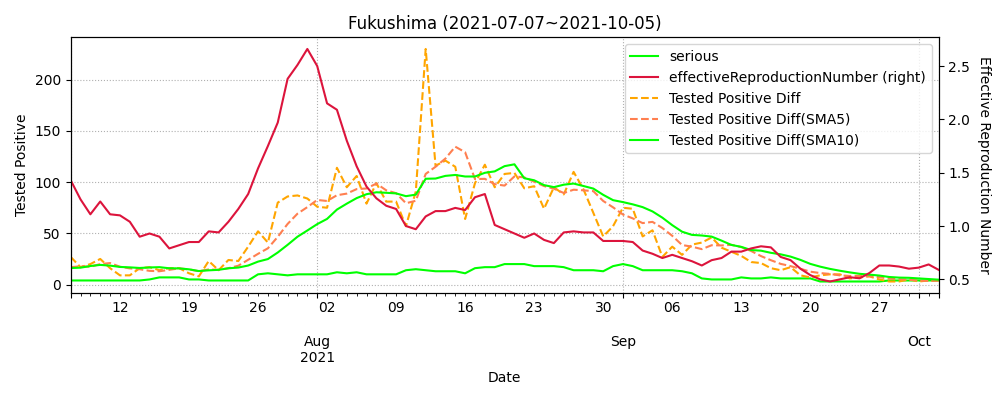 Fukushima (2021-07-07~2021-10-05)
serious
effectiveReproductionNumber (right)
Tested Positive Diff
Tested Positive Diff(SMA5)
Tested Positive Diff(SMA10)
Tested Positive
200
150
100
50
0
Effective Reproduction Number
2.5
2.0
1.5
1.0
0.5
12 19 26 02 09 16 23 30 06 13 20 27
Aug Sep Oct
2021
Date